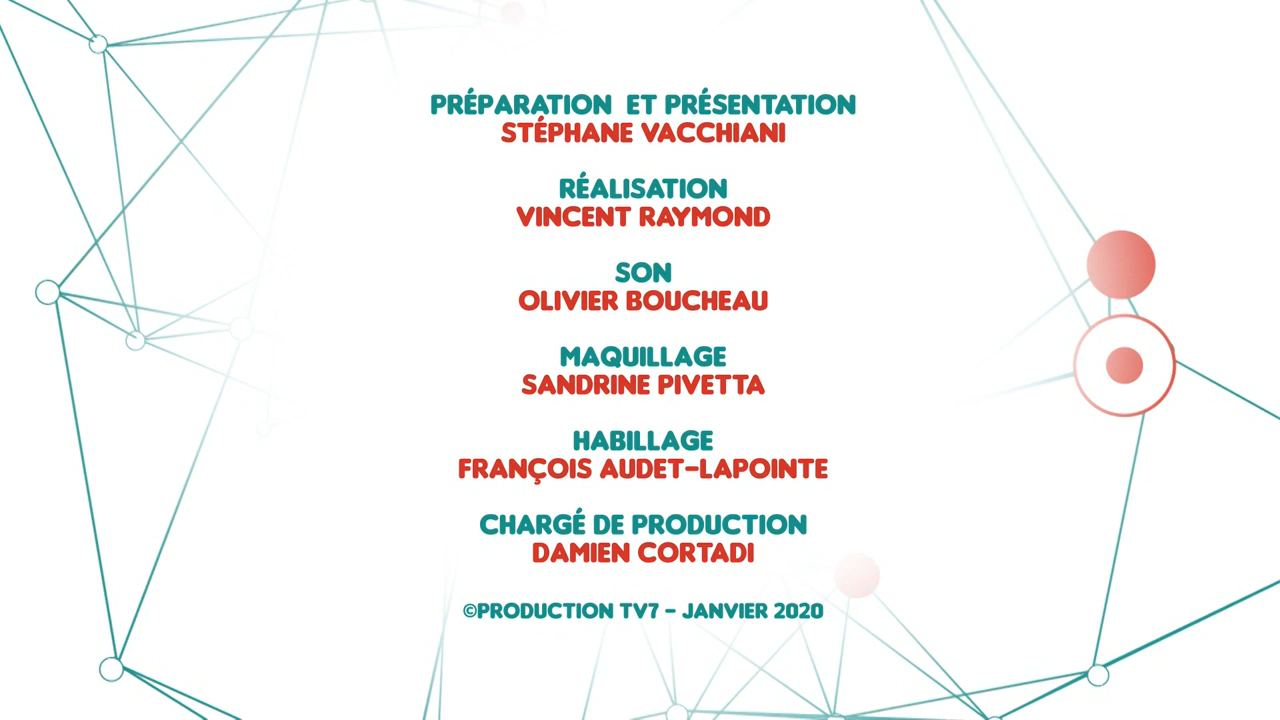 PRÉPARATION ET PRÉSENTATION
STÉPHANE VACCHIANI
RÉALISATION
VINCENT RAYMOND
SON
OLIVIER BOUCHEAU
MAQUILLAGE
SANDRINE PIVETTA
HABILLAGE
FRANÇOIS AUDET-LAPOINTE
CHARGÉ DE PRODUCTION
DAMIEN CORTADI
©PRODUCTION TV7 - JANVIER 2020